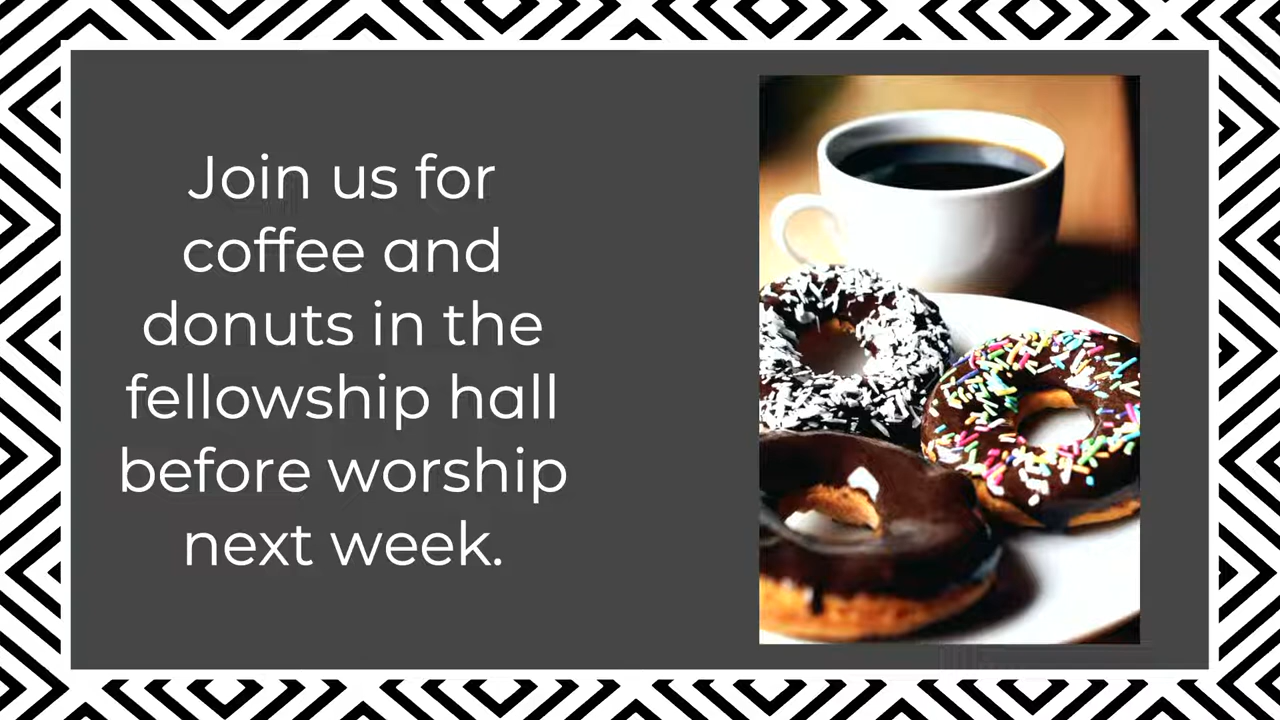 Join us for
coffee and
donuts in the
fellowship hall
before worship
next week.